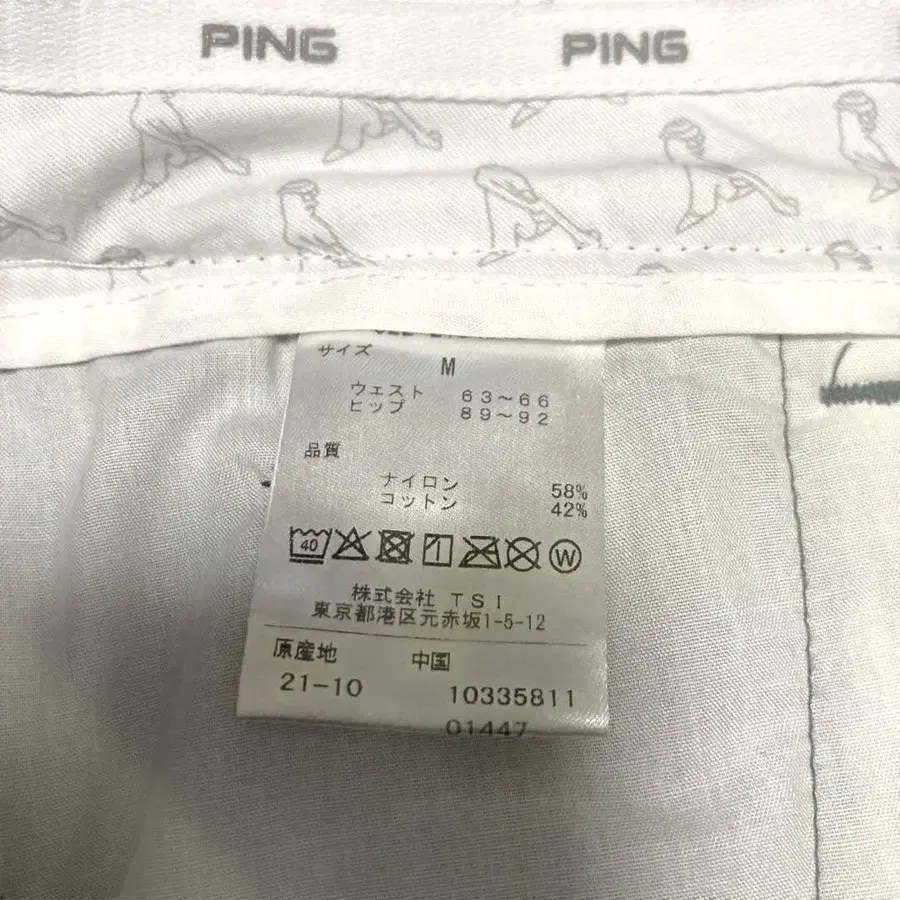 PING PING
サイズ
M
ウェスト 63〜66
ヒップ 89〜92
品質
ナイロン 58%
コットン 42%
40 W
株式会社 TSI
東京都港区元赤坂1-5-12
原産地 中国
21-10 10335811
01447